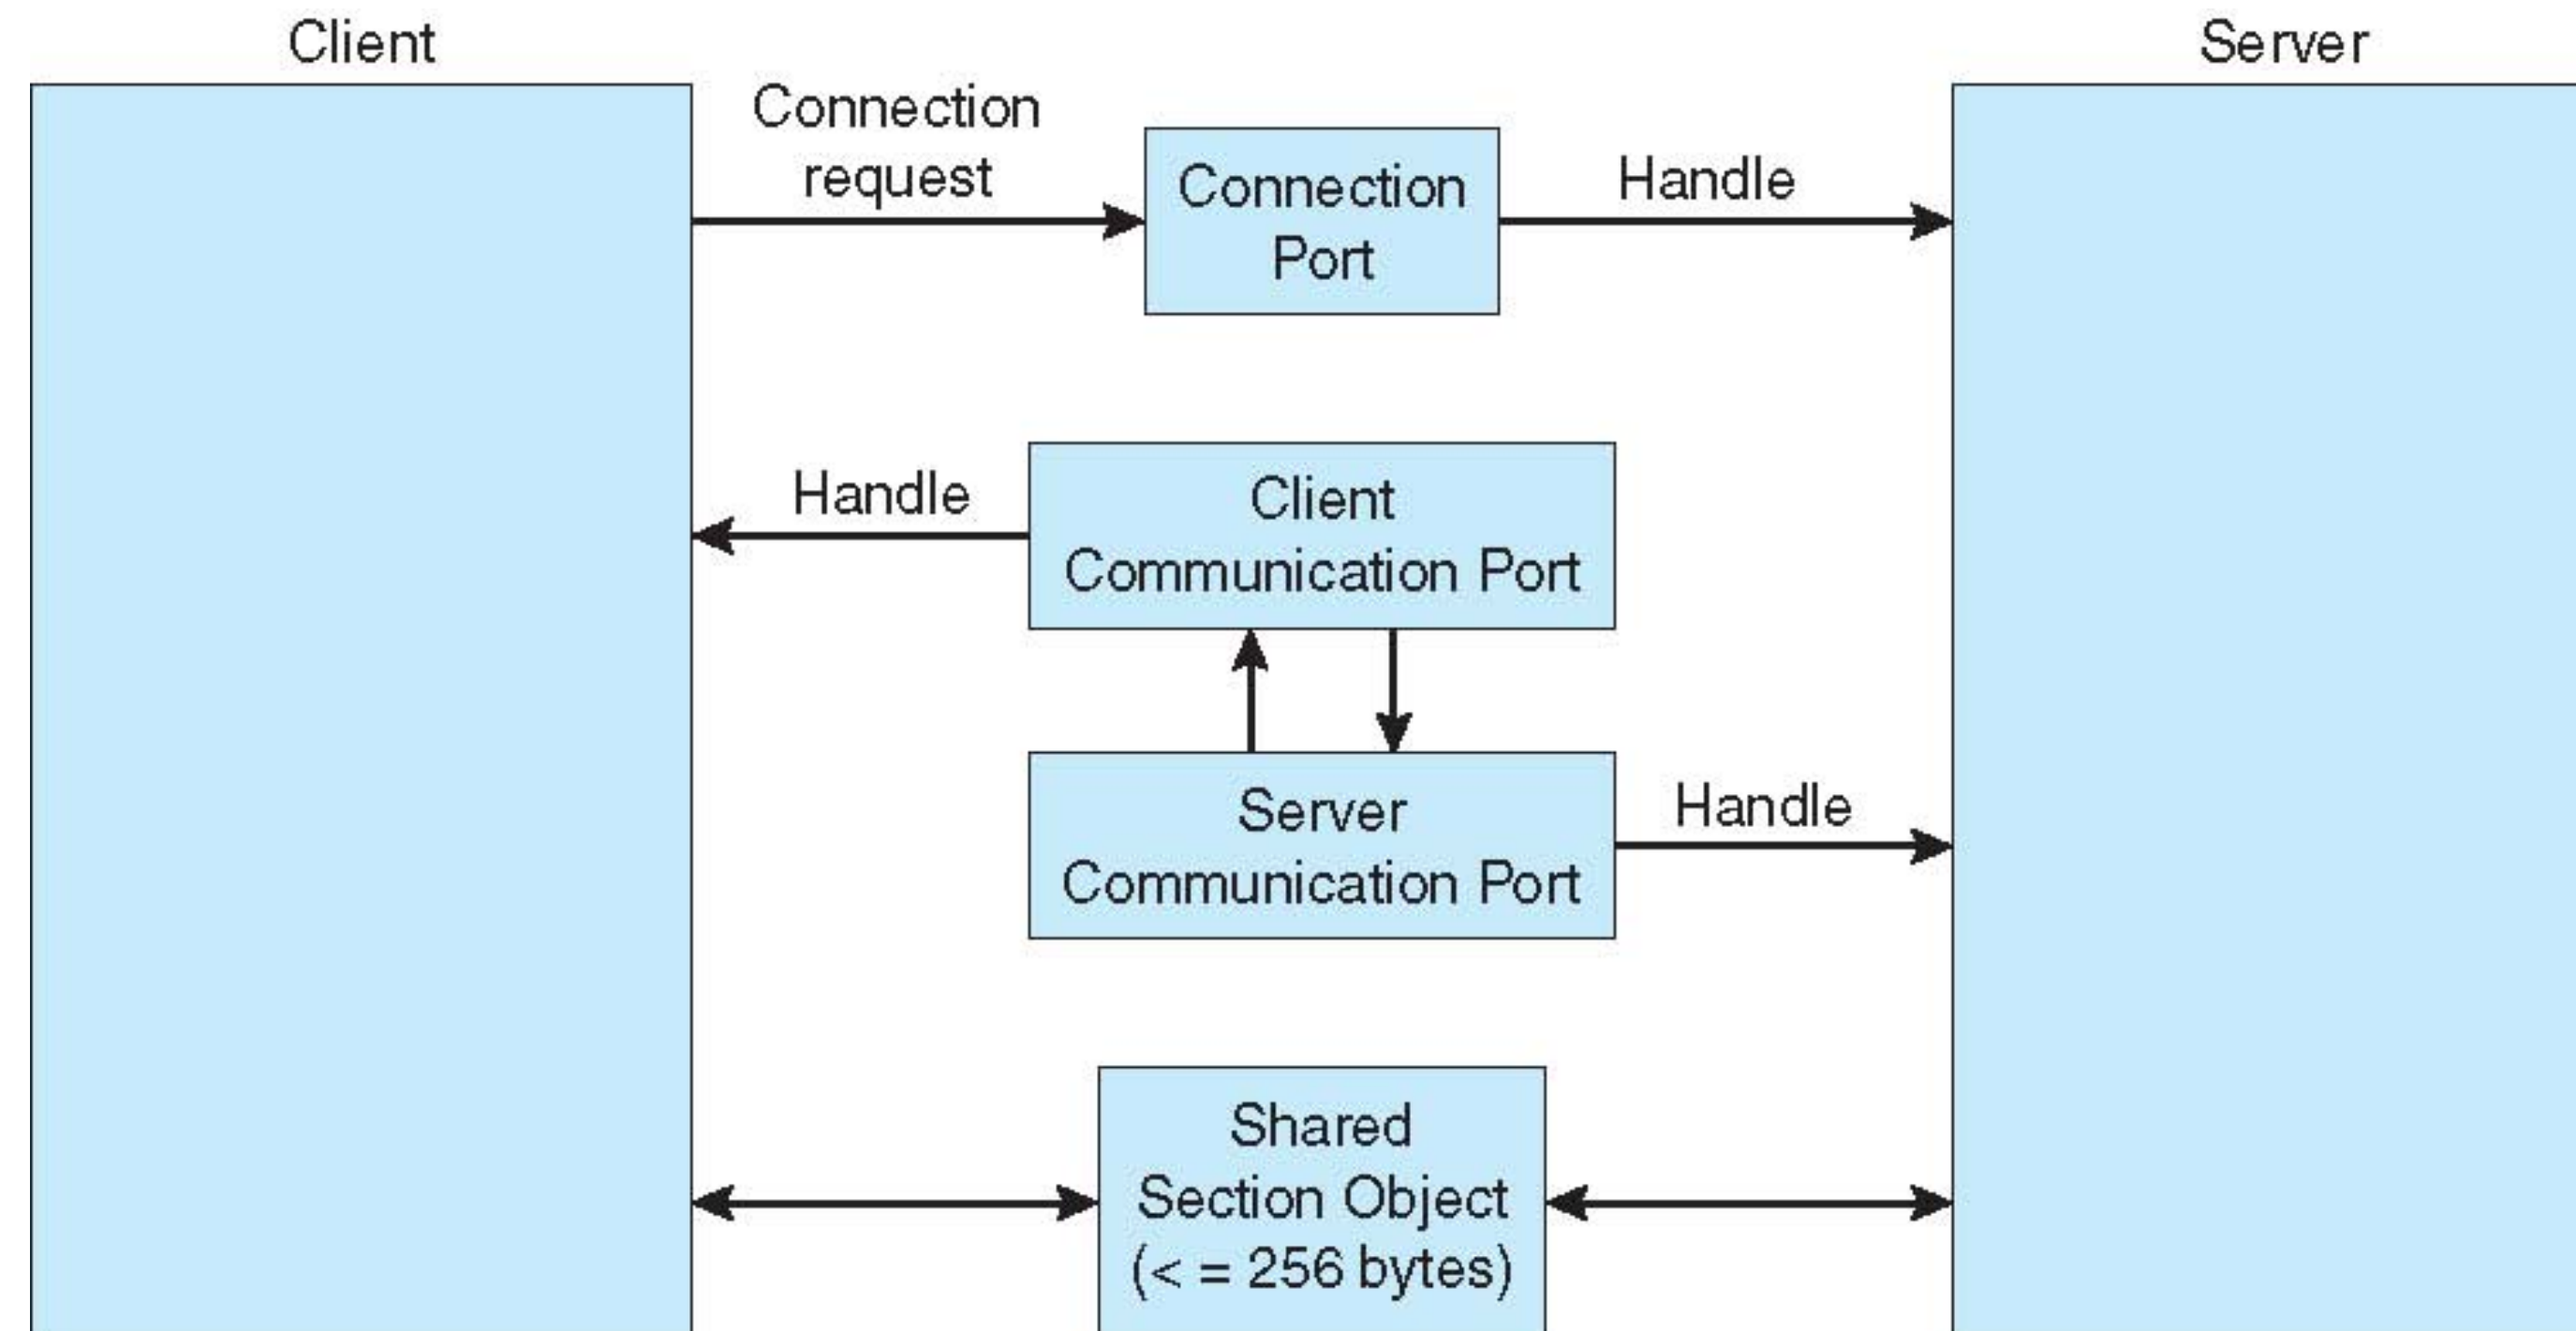 Client
Server
Connection
request
Connection
Port
Handle
Handle
Client
Communication Port
Server
Communication Port
Handle
Shared
Section Object
(< = 256 bytes)